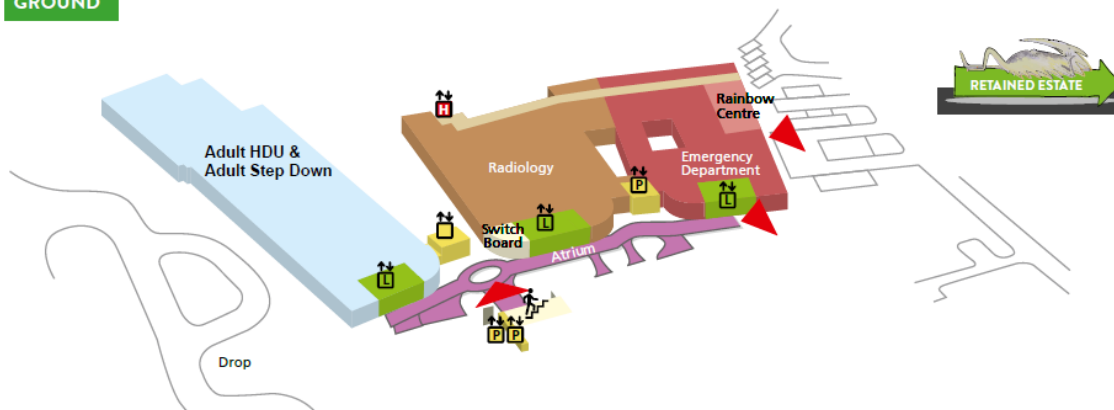 GROUND
RETAINED ESTATE
Rainbow
Centre
H
Adult HDU &
Adult Step Down
Radiology
Emergency
Department
P
L
L
Switch
Board
Atrium
L
P P
Drop